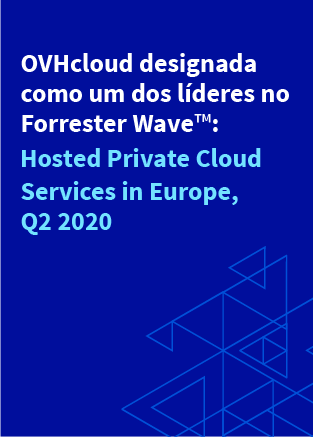 OVHcloud designada
como um dos líderes no
Forrester Wave™:
Hosted Private Cloud
Services in Europe,
Q2 2020